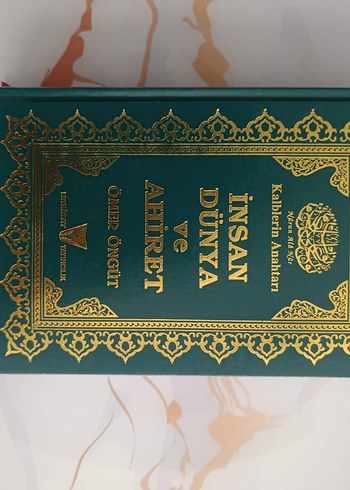 Kalblerin Anahtarı
İNSAN
DÜNYA
ve
AHİRET
ÖMER ÖNGÜT